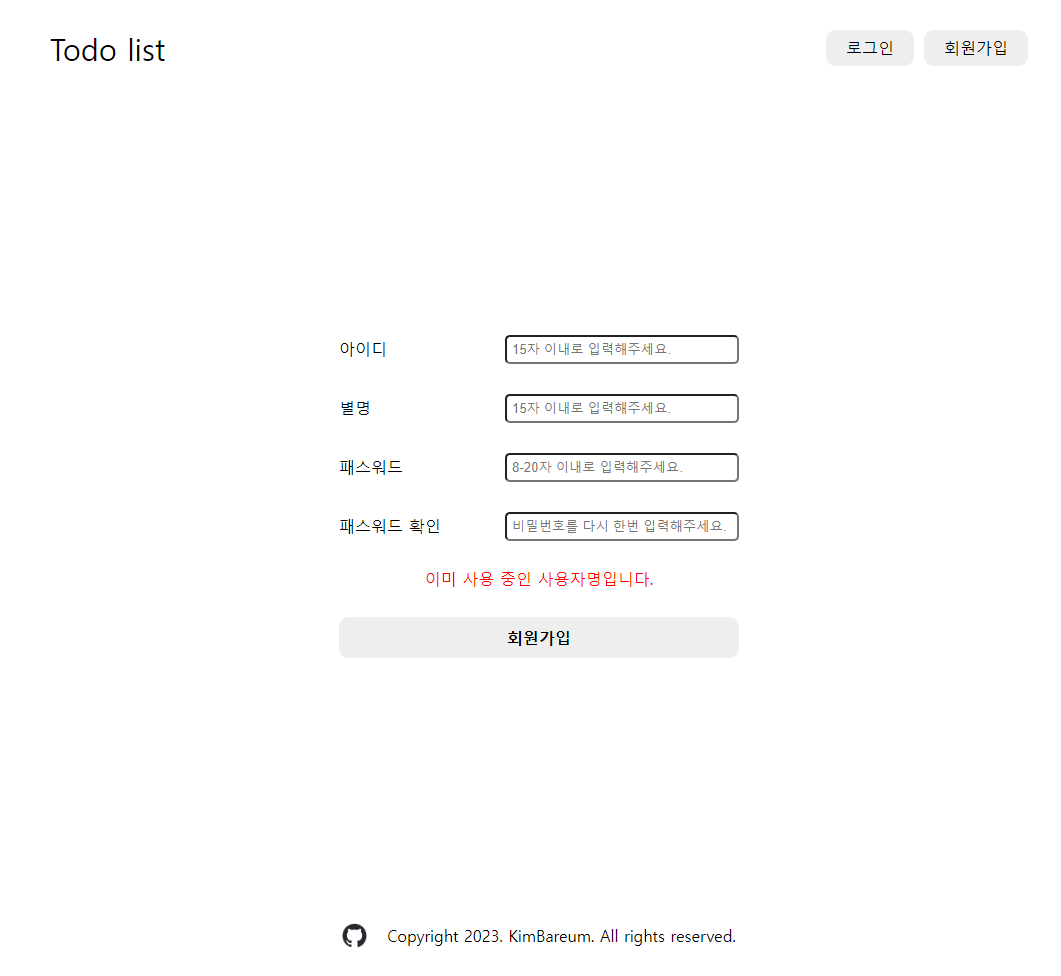 Todo list
로그인
회원가입
아이디
15자 이내로 입력해주세요.
별명
15자 이내로 입력해주세요.
패스워드
8-20자 이내로 입력해주세요.
패스워드 확인
비밀번호를 다시 한번 입력해주세요.
이미 사용 중인 사용자명입니다.
회원가입
Copyright 2023. KimBareum. All rights reserved.